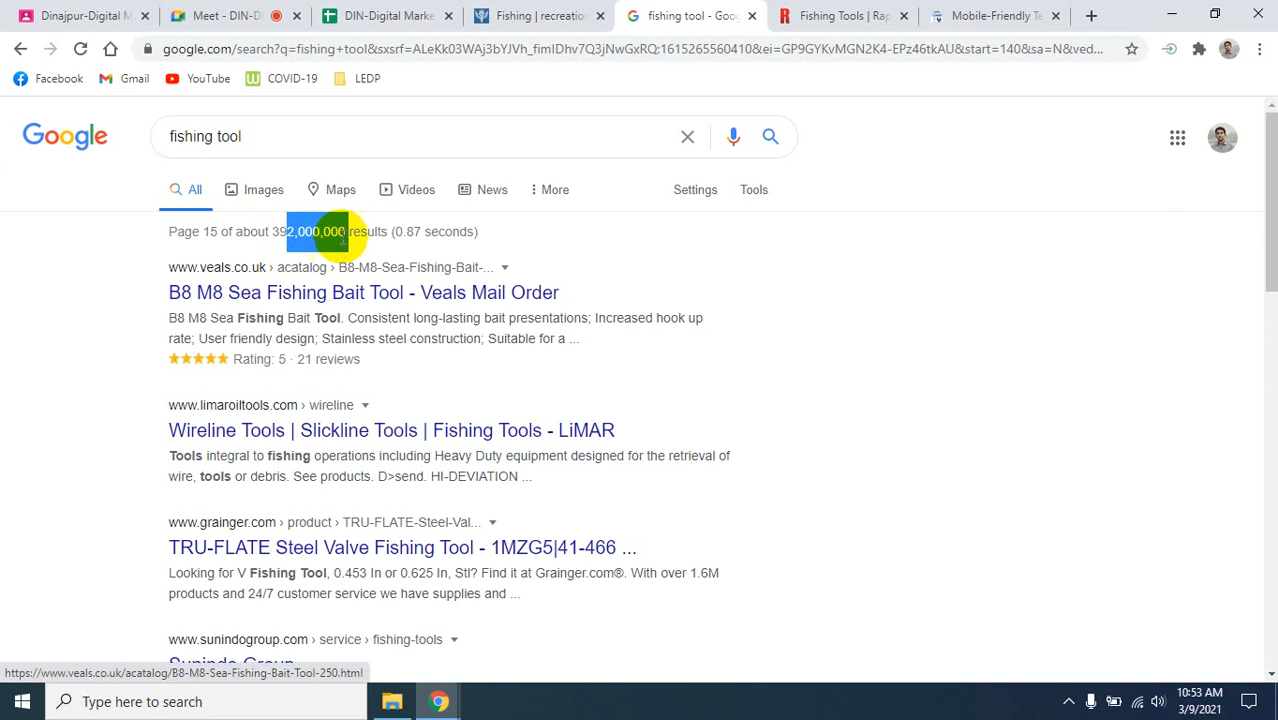 Dinajpur-Digital M
Meet - DIN-D
DIN-Digital Marke
Fishing | recreation
fishing tool - Goo
Fishing Tools | Rap
Mobile-Friendly Te
google.com/search?q=fishing+tool&sxsrf=ALeKk03WAj3bYJVh_fimIDhv7Q3jNwGxRQ:1615265560410&ei=GP9GYKvMGN2K4-EPz46tkAU&start=140&sa=N&ved...
Facebook
Gmail
YouTube
COVID-19
LEDP
Google
fishing tool
All
Images
Maps
Videos
News
More
Settings
Tools
Page 15 of about 392,000,000 results (0.87 seconds)
www.veals.co.uk › acatalog › B8-M8-Sea-Fishing-Bait-...
B8 M8 Sea Fishing Bait Tool - Veals Mail Order
B8 M8 Sea Fishing Bait Tool. Consistent long-lasting bait presentations; Increased hook up
rate; User friendly design; Stainless steel construction; Suitable for a ...
Rating: 5 · 21 reviews
www.limaroiltools.com › wireline
Wireline Tools | Slickline Tools | Fishing Tools - LiMAR
Tools integral to fishing operations including Heavy Duty equipment designed for the retrieval of
wire, tools or debris. See products. D>send. HI-DEVIATION ...
www.grainger.com › product › TRU-FLATE-Steel-Val...
TRU-FLATE Steel Valve Fishing Tool - 1MZG5|41-466 ...
Looking for V Fishing Tool, 0.453 In or 0.625 In, Stl? Find it at Grainger.com®. With over 1.6M
products and 24/7 customer service we have supplies and ...
www.sunindogroup.com › service › fishing-tools
Sunindo Group
https://www.veals.co.uk/acatalog/B8-M8-Sea-Fishing-Bait-Tool-250.html
Type here to search
10:53 AM
3/9/2021